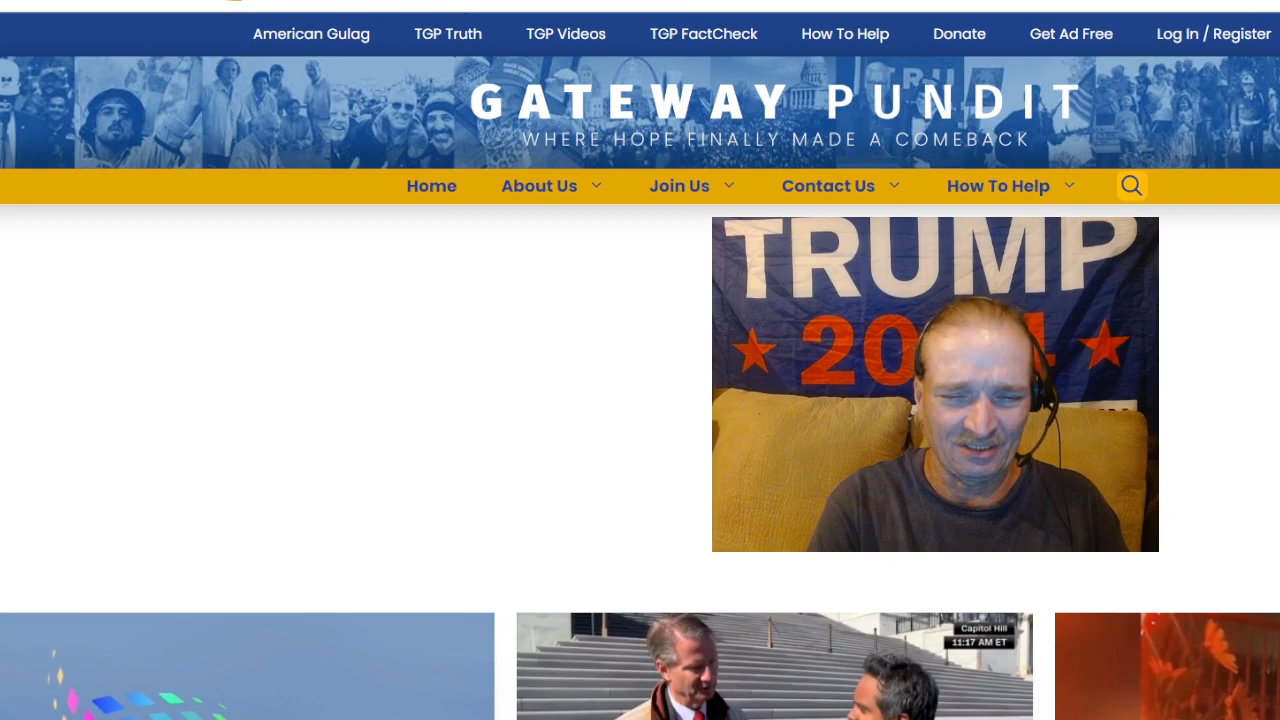 American Gulag TGP Truth TGP Videos TGP FactCheck How To Help Donate Get Ad Free Log In / Register
TRU
GATEWAY PUNDIT
WHERE HOPE FINALLY MADE A COMEBACK
Home About Us Join Us Contact Us How To Help
TRUMP
Capitol Hill
11:17 AM ET